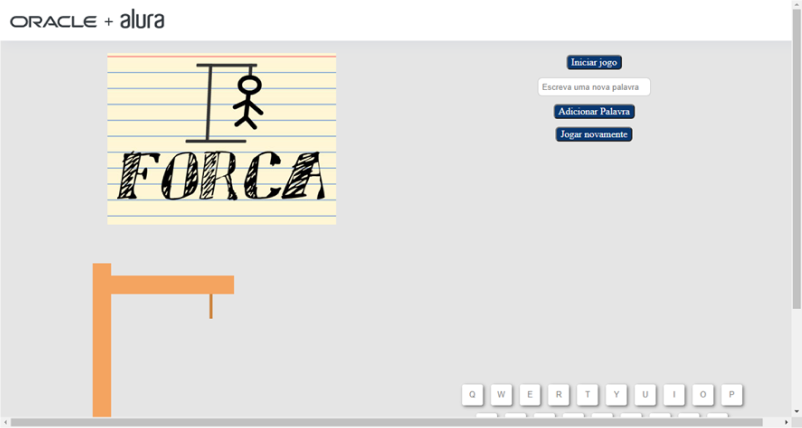 ORACLE + alura
FORCA
Iniciar jogo
Escreva uma nova palavra
Adicionar Palavra
Jogar novamente
Q W E R T Y U I O P